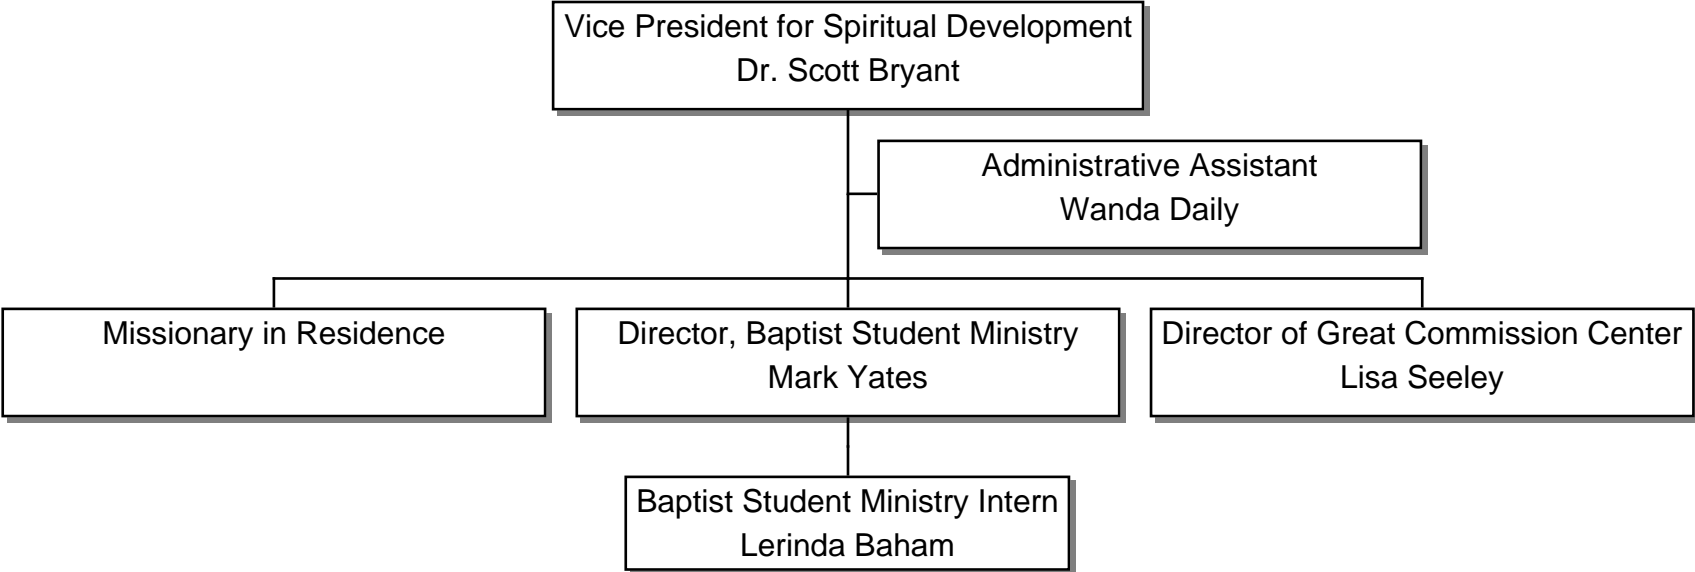 Vice President for Spiritual Development
Dr. Scott Bryant
Administrative Assistant
Wanda Daily
Missionary in Residence
Director, Baptist Student Ministry
Mark Yates
Director of Great Commission Center
Lisa Seeley
Baptist Student Ministry Intern
Lerinda Baham